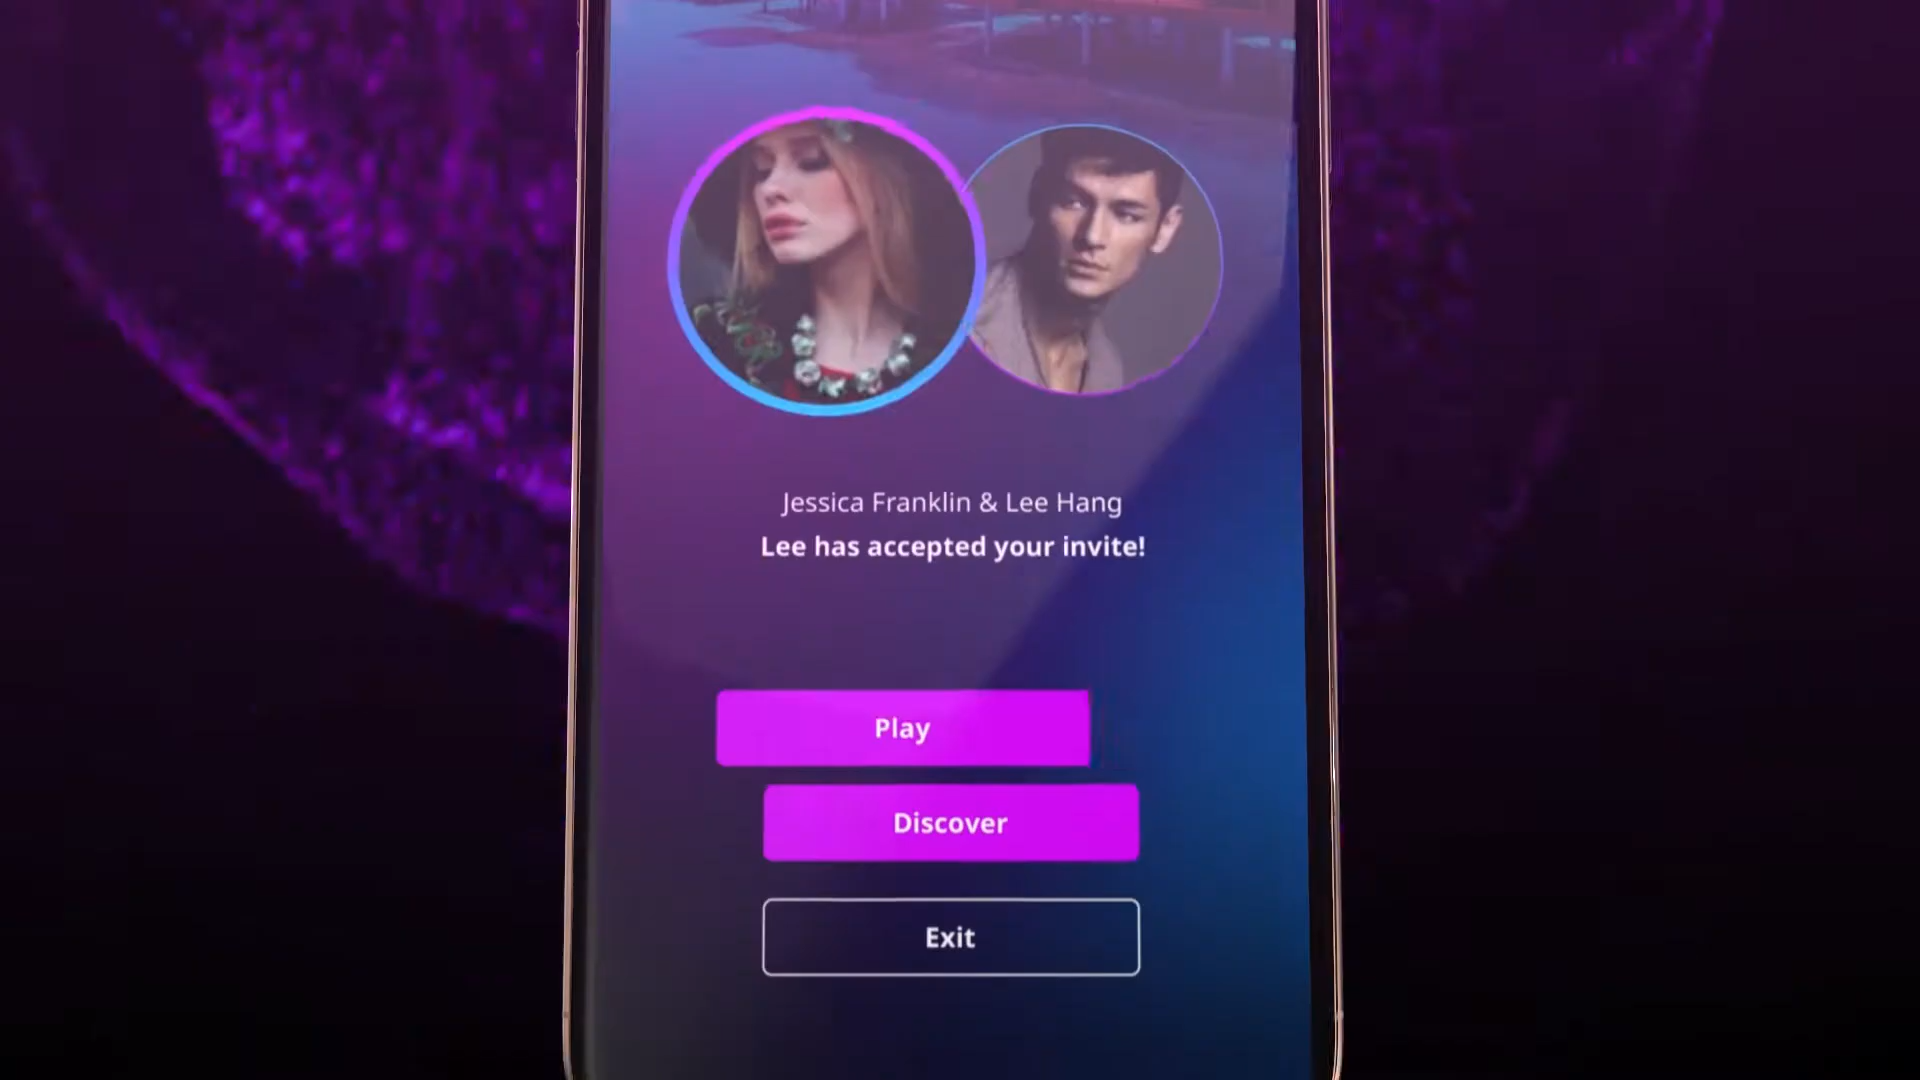 Jessica Franklin & Lee Hang
Lee has accepted your invite!
Play
Discover
Exit